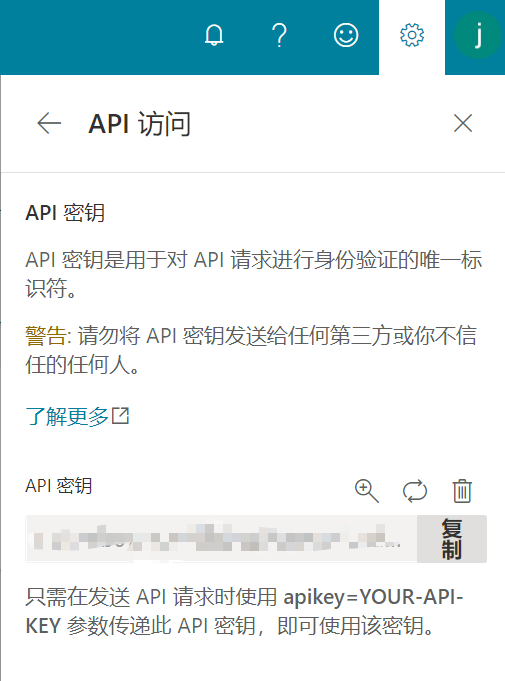 j
API 访问
API 密钥
API 密钥是用于对 API 请求进行身份验证的唯一标
识符。
警告: 请勿将 API 密钥发送给任何第三方或你不信
任的任何人。
了解更多
API 密钥
复
制
只需在发送 API 请求时使用 apikey=YOUR-API-
KEY 参数传递此 API 密钥，即可使用该密钥。